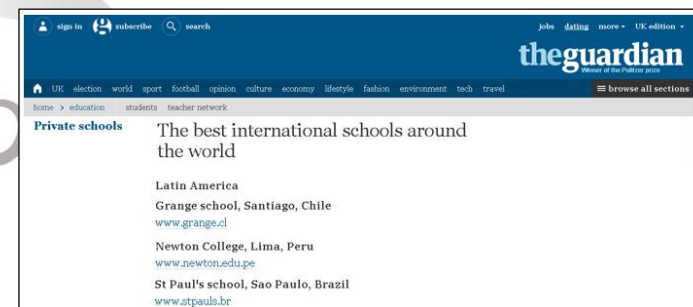 sign in subscribe search jobs dating more UK edition
theguardian
Winner of the Pulitzer prize
UK election world sport football opinion culture economy lifestyle fashion environment tech travel browse all sections
home > education students teacher network
Private schools
The best international schools around
the world
Latin America
Grange school, Santiago, Chile
www.grange.cl
Newton College, Lima, Peru
www.newton.edu.pe
St Paul's school, Sao Paulo, Brazil
www.stpauls.br